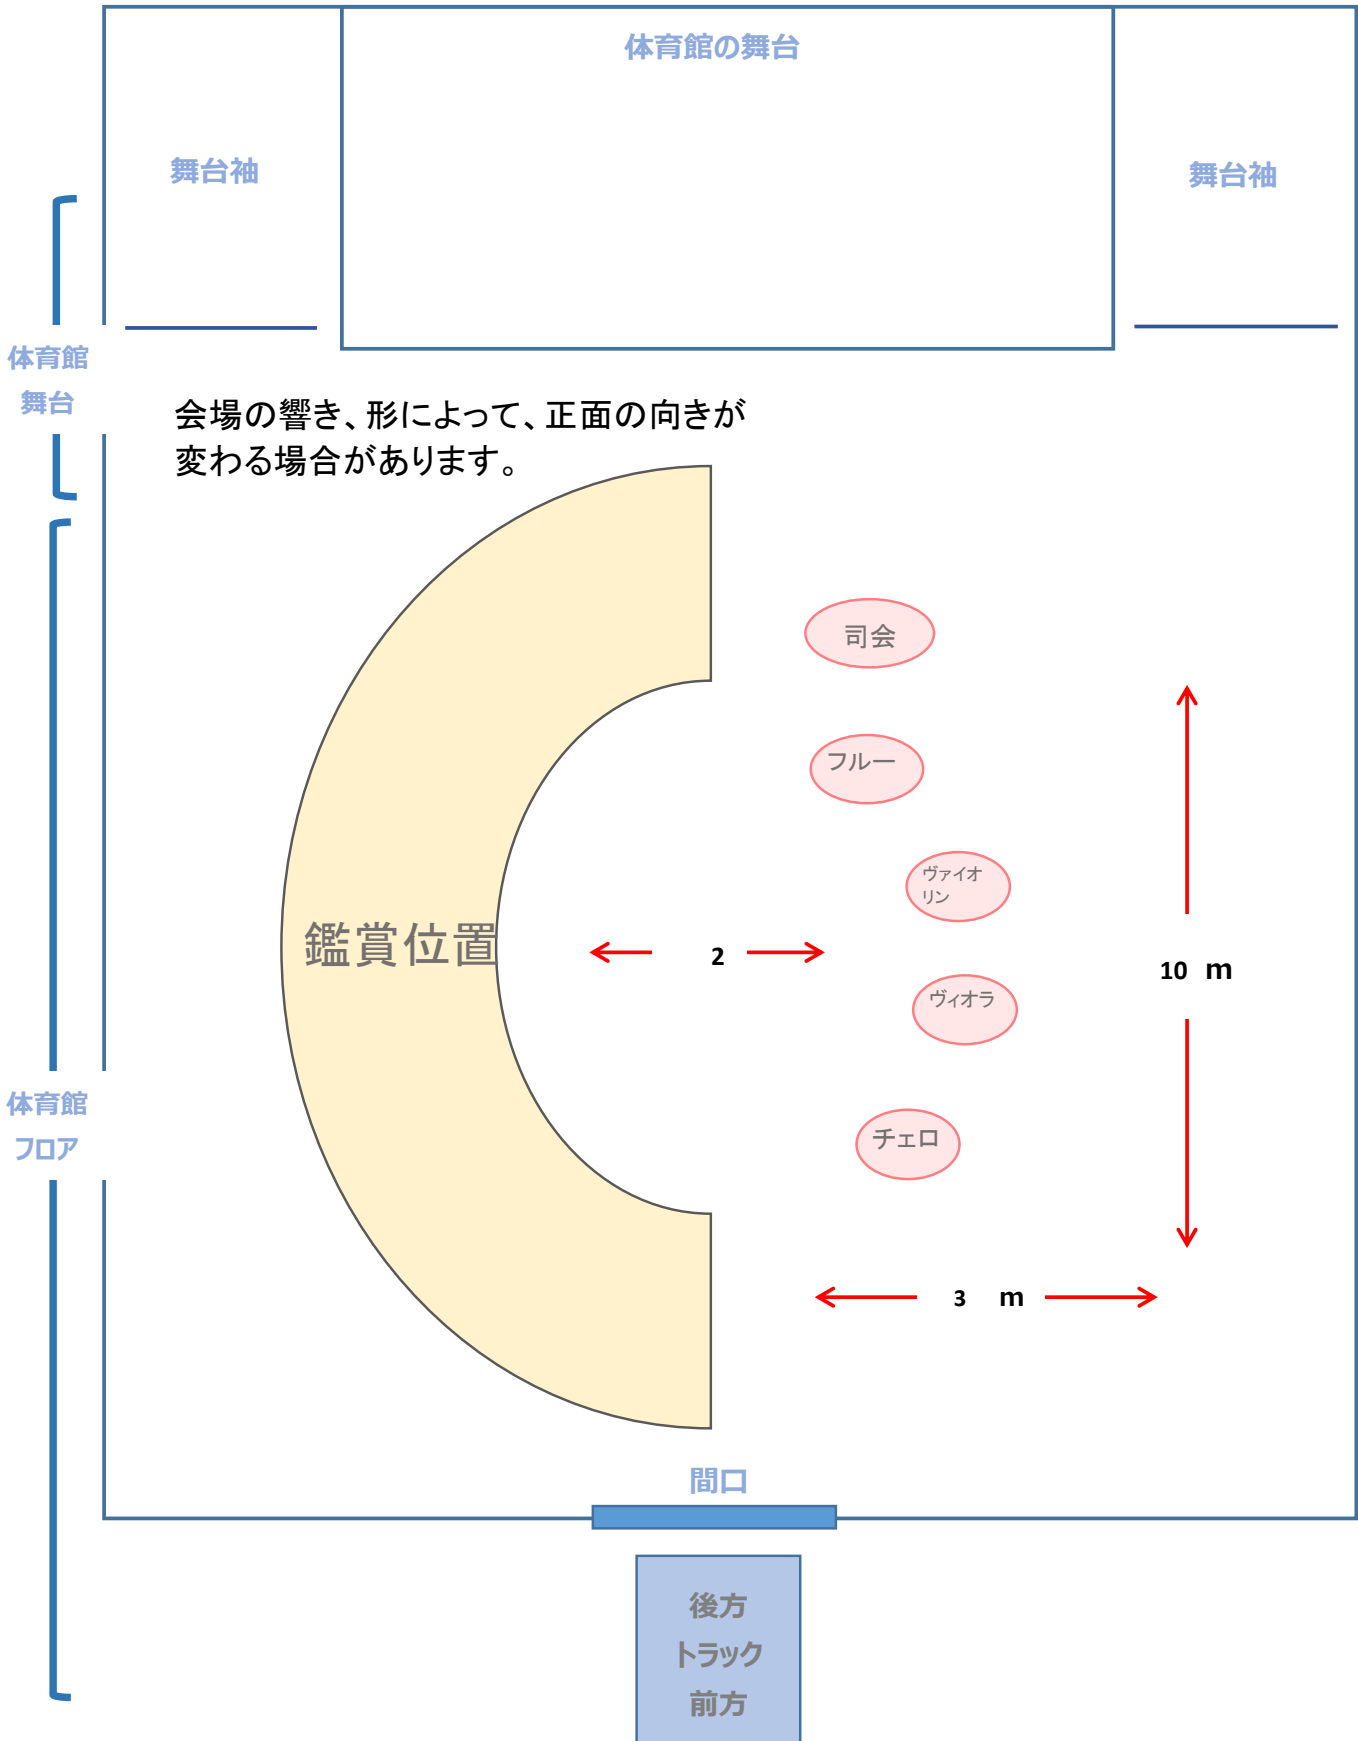 体育館の舞台
舞台袖
舞台袖
体育館
舞台
会場の響き、形によって、正面の向きが
変わる場合があります。
司会
フルー
ヴァイオ
リン
鑑賞位置
2
10 m
ヴィオラ
体育館
フロア
チェロ
3 m
間口
後方
トラック
前方